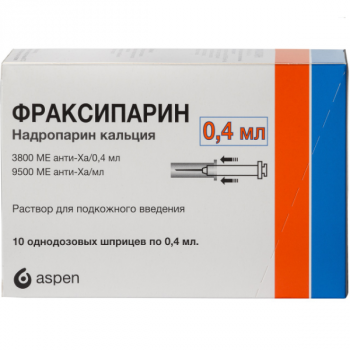 ФРАКСИПАРИН
Надропарин кальция
0,4 мл
3800 МЕ анти-Ха/0,4 мл
9500 МЕ анти-Ха/мл
Раствор для подкожного введения
10 однодозовых шприцев по 0,4 мл.
aspen